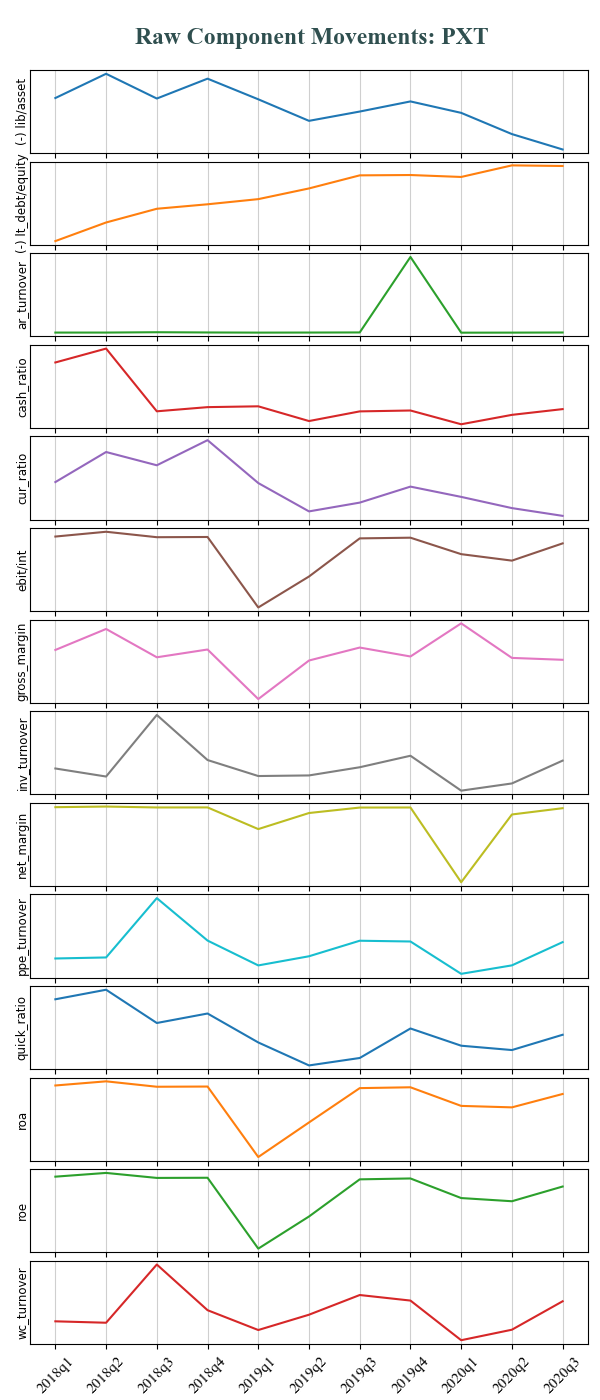 Raw Component Movements: PXT
(-) lib/asset
(-) lt_debt/equity
ar_turnover
cash_ratio
cur_ratio
ebit/int
gross_margin
inv_turnover
net_margin
ppe_turnover
quick_ratio
roa
roe
wc_turnover
2018q1 2018q2 2018q3 2018q4 2019q1 2019q2 2019q3 2019q4 2020q1 2020q2 2020q3